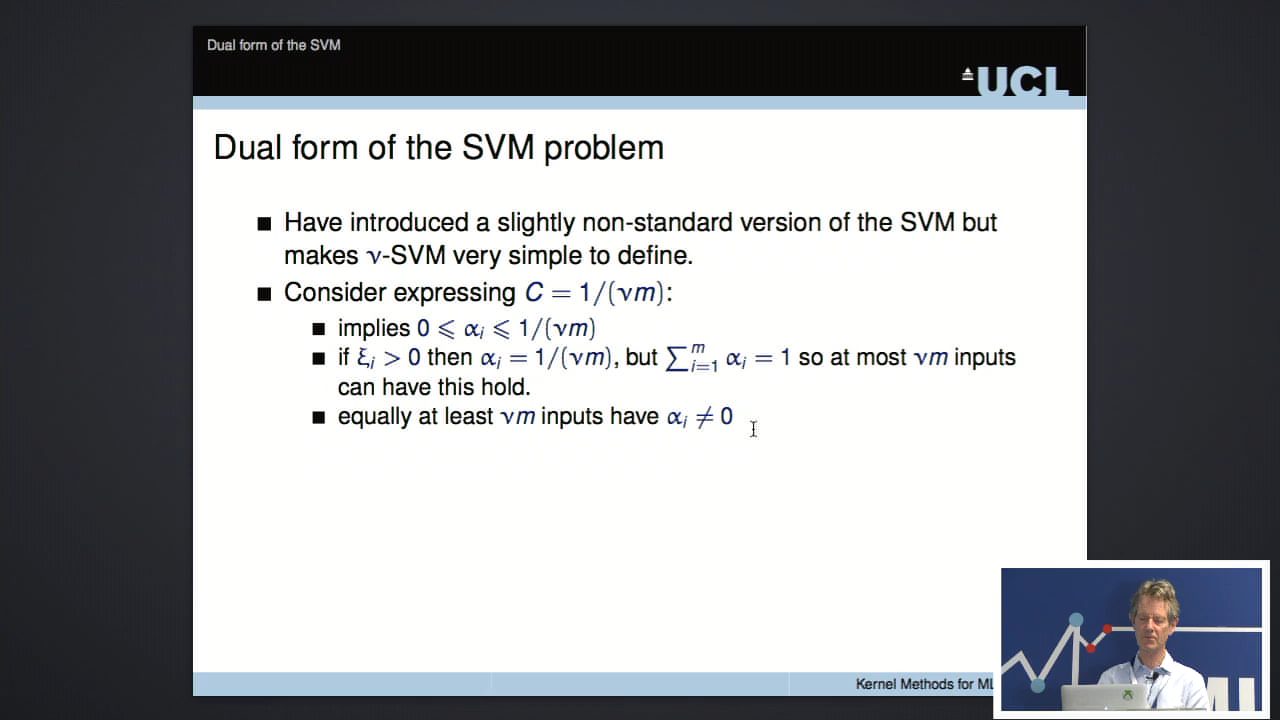 Dual form of the SVM
UCL
Dual form of the SVM problem
■ Have introduced a slightly non-standard version of the SVM but
makes ν-SVM very simple to define.
■ Consider expressing C = 1/(νm):
■ implies 0 ⩽ αᵢ ⩽ 1/(νm)
■ if ξᵢ > 0 then αᵢ = 1/(νm), but ∑ᵢ₌₁ᵐ αᵢ = 1 so at most νm inputs
can have this hold.
■ equally at least νm inputs have αᵢ ≠ 0
Kernel Methods for ML